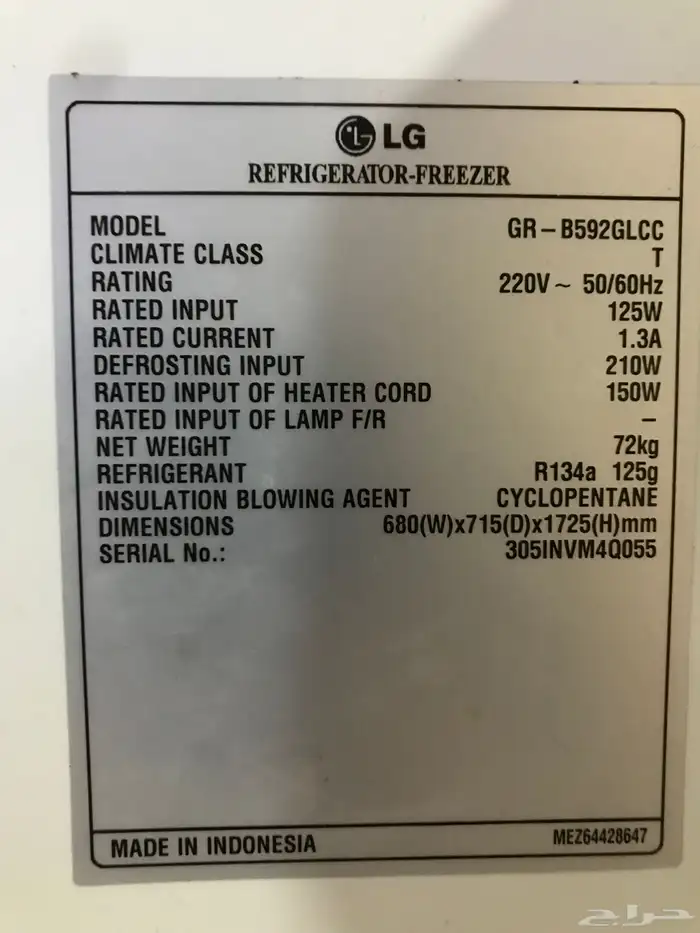 LG
REFRIGERATOR-FREEZER
MODEL GR-B592GLCC
CLIMATE CLASS T
RATING 220V~ 50/60Hz
RATED INPUT 125W
RATED CURRENT 1.3A
DEFROSTING INPUT 210W
RATED INPUT OF HEATER CORD 150W
RATED INPUT OF LAMP F/R –
NET WEIGHT 72kg
REFRIGERANT R134a 125g
INSULATION BLOWING AGENT CYCLOPENTANE
DIMENSIONS 680(W)x715(D)x1725(H)mm
SERIAL No.: 305INVM4Q055
MADE IN INDONESIA MEZ64428647
حراج